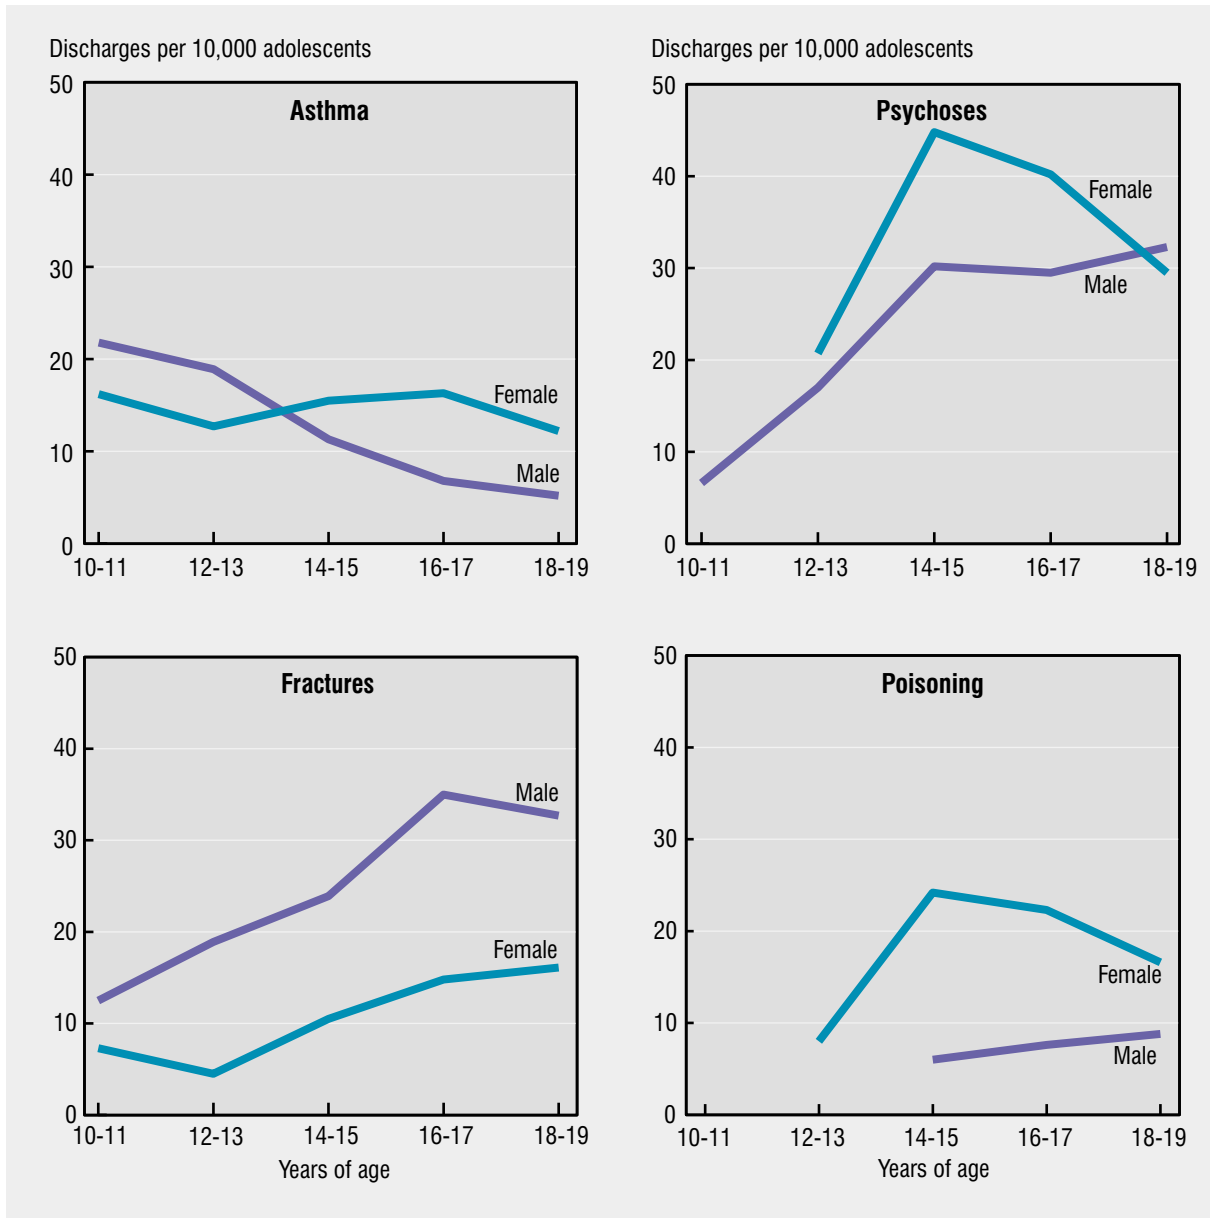 Discharges per 10,000 adolescents
50
Asthma
40
30
20
Female
10
Male
0
10-11 12-13 14-15 16-17 18-19
Discharges per 10,000 adolescents
50
Psychoses
40
Female
30
Male
20
10
0
10-11 12-13 14-15 16-17 18-19
50
Fractures
40
Male
30
20
Female
10
0
10-11 12-13 14-15 16-17 18-19
Years of age
50
Poisoning
40
30
20
Female
10
Male
0
10-11 12-13 14-15 16-17 18-19
Years of age